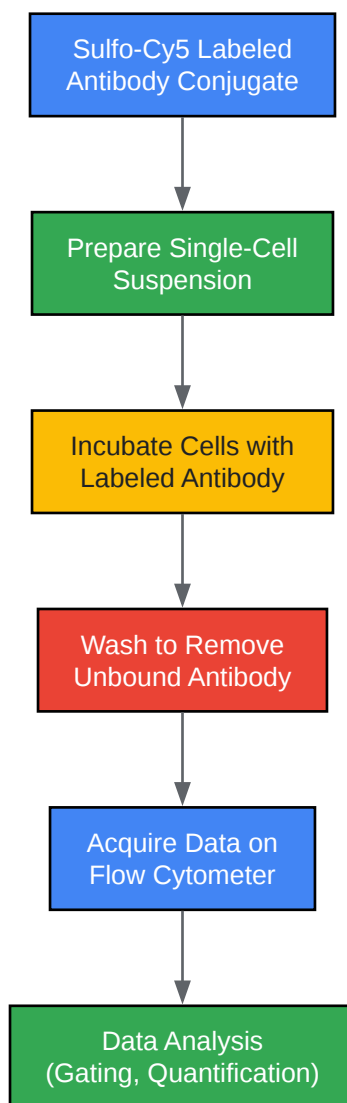 Sulfo-Cy5 Labeled
Antibody Conjugate
Prepare Single-Cell
Suspension
Incubate Cells with
Labeled Antibody
Wash to Remove
Unbound Antibody
Acquire Data on
Flow Cytometer
Data Analysis
(Gating, Quantification)